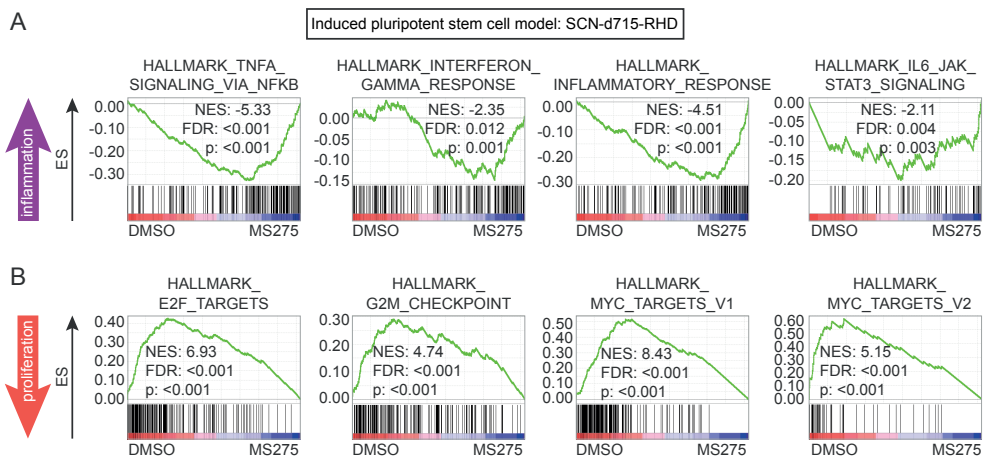 A
Induced pluripotent stem cell model: SCN-d715-RHD
inflammation
ES
HALLMARK_TNFA_
SIGNALING_VIA_NFKB
0.00
-0.10
-0.20
-0.30
NES: -5.33
FDR: <0.001
p: <0.001
DMSO MS275
HALLMARK_INTERFERON_
GAMMA_RESPONSE
0.00
-0.05
-0.10
-0.15
NES: -2.35
FDR: 0.012
p: 0.001
DMSO MS275
HALLMARK_
INFLAMMATORY_RESPONSE
0.00
-0.10
-0.20
-0.30
NES: -4.51
FDR: <0.001
p: <0.001
DMSO MS275
HALLMARK_IL6_JAK_
STAT3_SIGNALING
0.00
-0.05
-0.10
-0.15
-0.20
NES: -2.11
FDR: 0.004
p: 0.003
DMSO MS275
B
proliferation
ES
HALLMARK_
E2F_TARGETS
0.40
0.30
0.20
0.10
0.00
NES: 6.93
FDR: <0.001
p: <0.001
DMSO MS275
HALLMARK_
G2M_CHECKPOINT
0.30
0.20
0.10
0.00
NES: 4.74
FDR: <0.001
p: <0.001
DMSO MS275
HALLMARK_
MYC_TARGETS_V1
0.50
0.40
0.30
0.20
0.10
0.00
NES: 8.43
FDR: <0.001
p: <0.001
DMSO MS275
HALLMARK_
MYC_TARGETS_V2
0.60
0.50
0.40
0.30
0.20
0.10
0.00
NES: 5.15
FDR: <0.001
p: <0.001
DMSO MS275